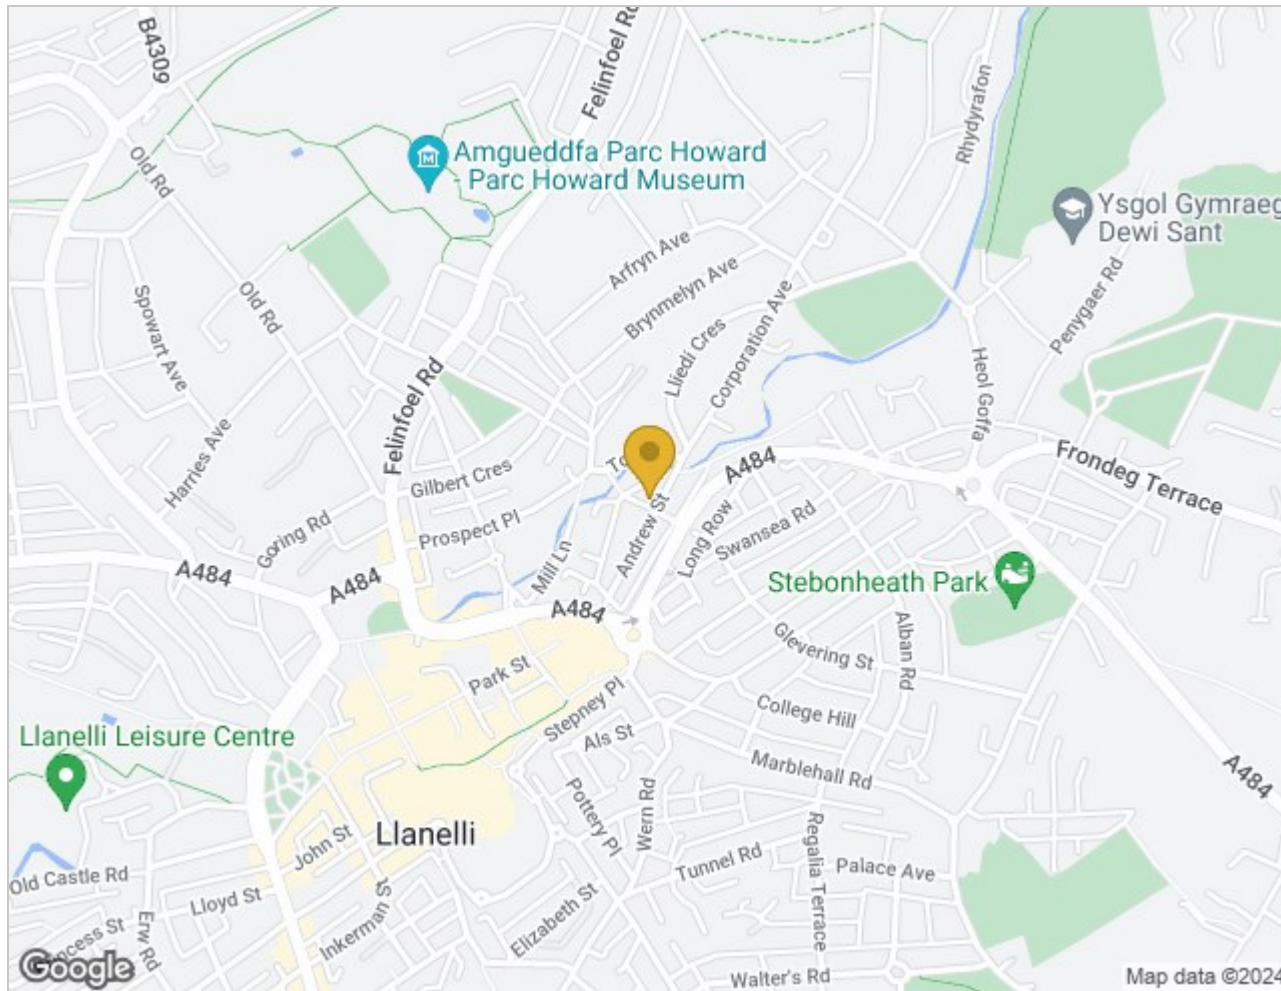 B4309
Felinfoel Rd
Rhydyrafon
Amgueddfa Parc Howard
- Parc Howard Museum
Old Rd
Ysgol Gymraeg
Dewi Sant
Arfryn Ave
Penygaer Rd
Brynmelyn Ave
Old Rd
Spowart Ave
Corporation Ave
Lliedi Cres
Heol Goffa
Felinfoel Rd
Harries Ave
Gilbert Cres
A484
Frondeg Terrace
Goring Rd
Prospect Pl
Andrew St
Long Row
Swansea Rd
Mill Ln
A484
A484
A484
Stebonheath Park
Glevering St
Alban Rd
Park St
Stepney Pl
College Hill
Als St
Llanelli Leisure Centre
Marblehall Rd
A484
Pottery Pl
Wern Rd
Llanelli
John St
Tunnel Rd
Regalia Terrace
Palace Ave
Old Castle Rd
Lloyd St
Inkerman St
Elizabeth St
Erw Rd
Walter's Rd
Google
Map data ©2024